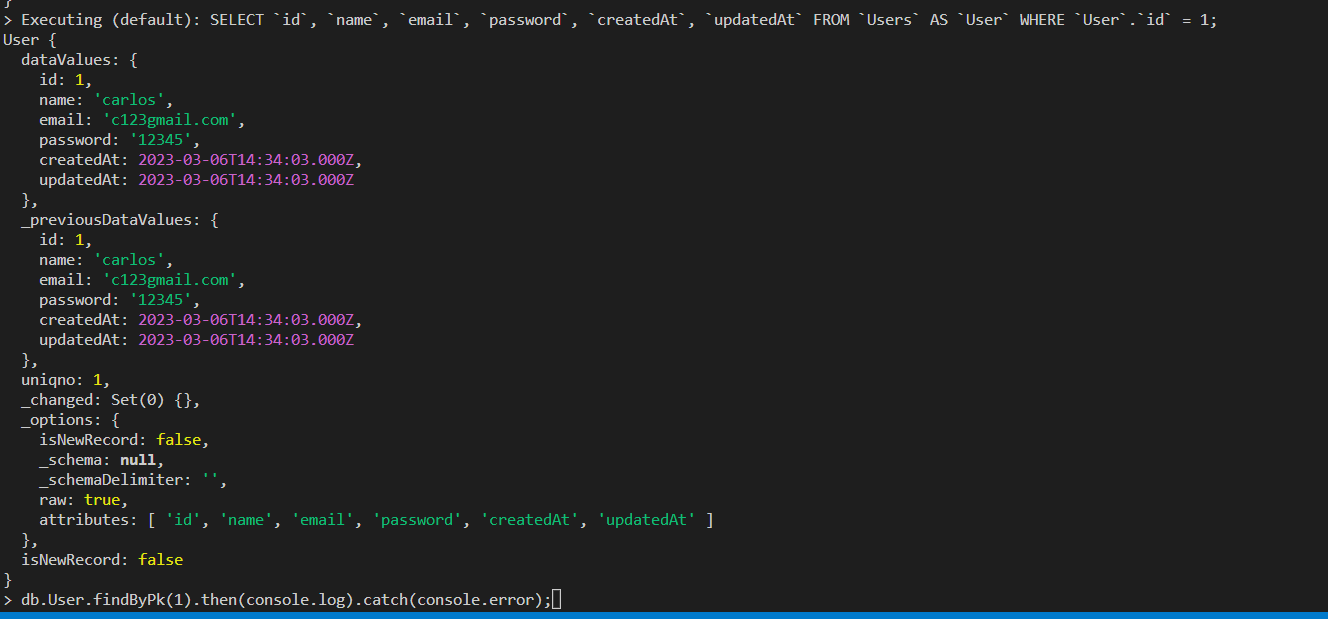 }
> Executing (default): SELECT `id`, `name`, `email`, `password`, `createdAt`, `updatedAt` FROM `Users` AS `User` WHERE `User`.`id` = 1;
User {
  dataValues: {
    id: 1,
    name: 'carlos',
    email: 'c123gmail.com',
    password: '12345',
    createdAt: 2023-03-06T14:34:03.000Z,
    updatedAt: 2023-03-06T14:34:03.000Z
  },
  _previousDataValues: {
    id: 1,
    name: 'carlos',
    email: 'c123gmail.com',
    password: '12345',
    createdAt: 2023-03-06T14:34:03.000Z,
    updatedAt: 2023-03-06T14:34:03.000Z
  },
  uniqno: 1,
  _changed: Set(0) {},
  _options: {
    isNewRecord: false,
    _schema: null,
    _schemaDelimiter: '',
    raw: true,
    attributes: [ 'id', 'name', 'email', 'password', 'createdAt', 'updatedAt' ]
  },
  isNewRecord: false
}
> db.User.findByPk(1).then(console.log).catch(console.error);